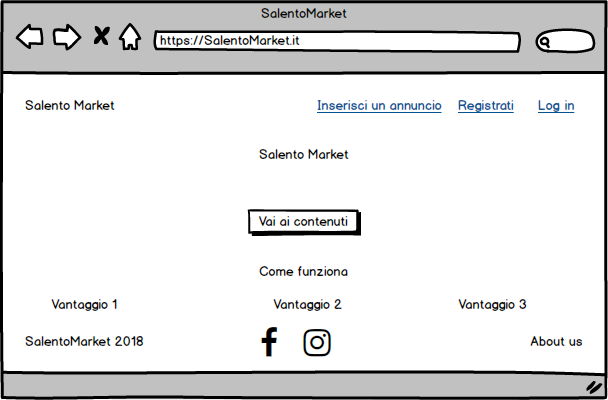 SalentoMarket
https://SalentoMarket.it
Salento Market Inserisci un annuncio Registrati Log in
Salento Market
Vai ai contenuti
Come funziona
Vantaggio 1 Vantaggio 2 Vantaggio 3
SalentoMarket 2018 About us